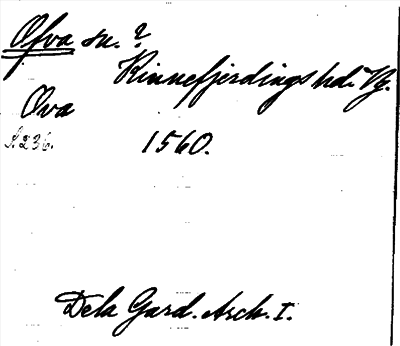 Ofva sn. ?
Kinnefjerdings hd. Vg.
Ova
S. 236.
1560.
Dela Gard. Arch. I.